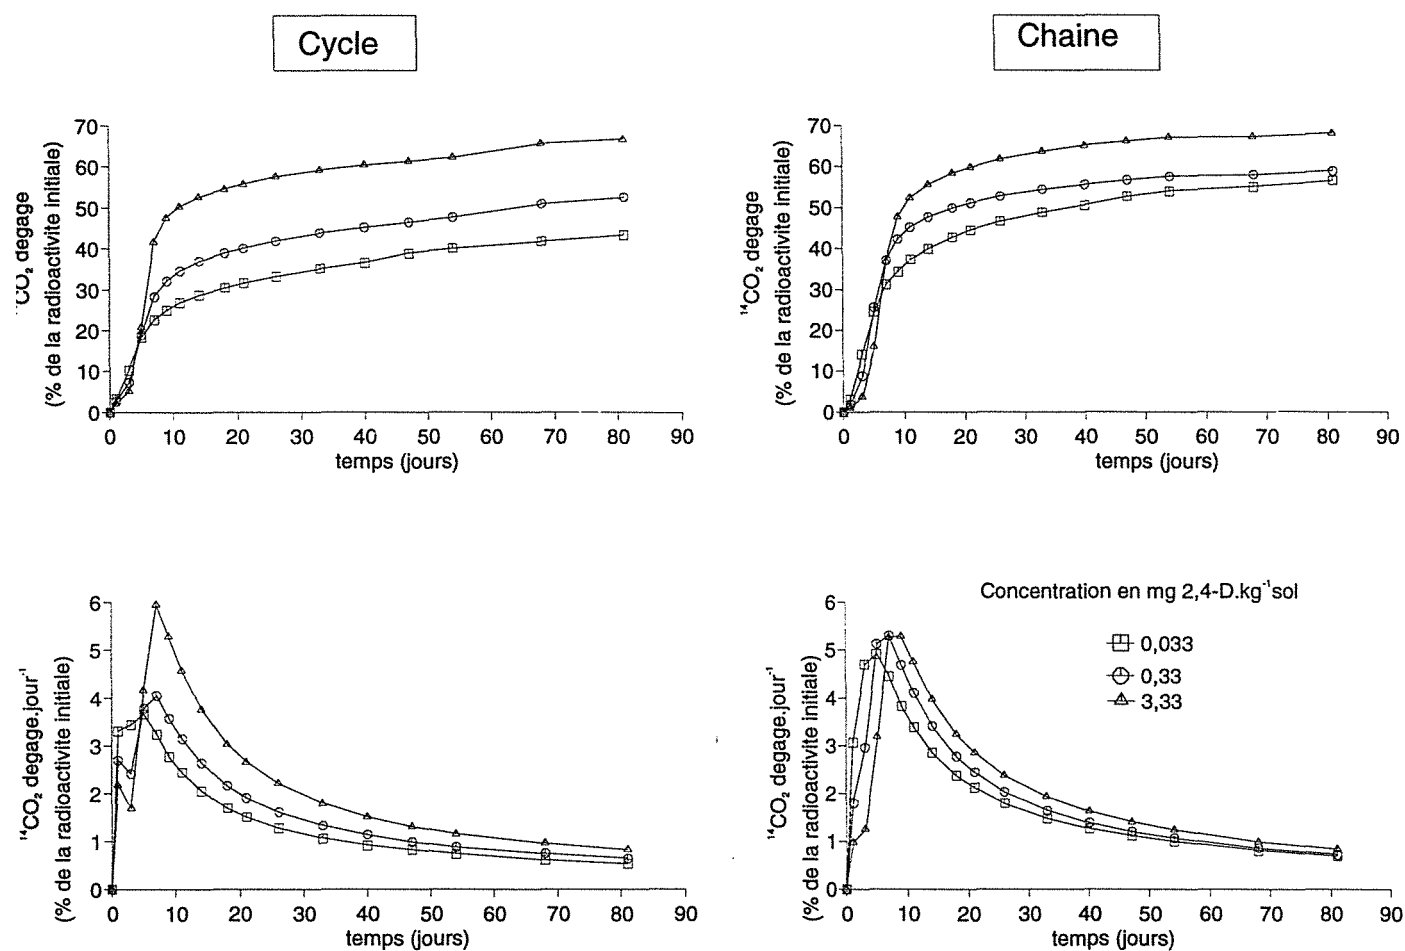 Cycle
Chaine
CO₂ degage
(% de la radioactivite initiale)
70
60
50
40
30
20
10
0
0 10 20 30 40 50 60 70 80 90
temps (jours)
¹⁴CO₂ degage
(% de la radioactivite initiale)
70
60
50
40
30
20
10
0
0 10 20 30 40 50 60 70 80 90
temps (jours)
¹⁴CO₂ degage.jour⁻¹
(% de la radioactivite initiale)
6
5
4
3
2
1
0
0 10 20 30 40 50 60 70 80 90
temps (jours)
¹⁴CO₂ degage.jour⁻¹
(% de la radioactivite initiale)
6
5
4
3
2
1
0
0 10 20 30 40 50 60 70 80 90
temps (jours)
Concentration en mg 2,4-D.kg⁻¹sol
0,033
0,33
3,33